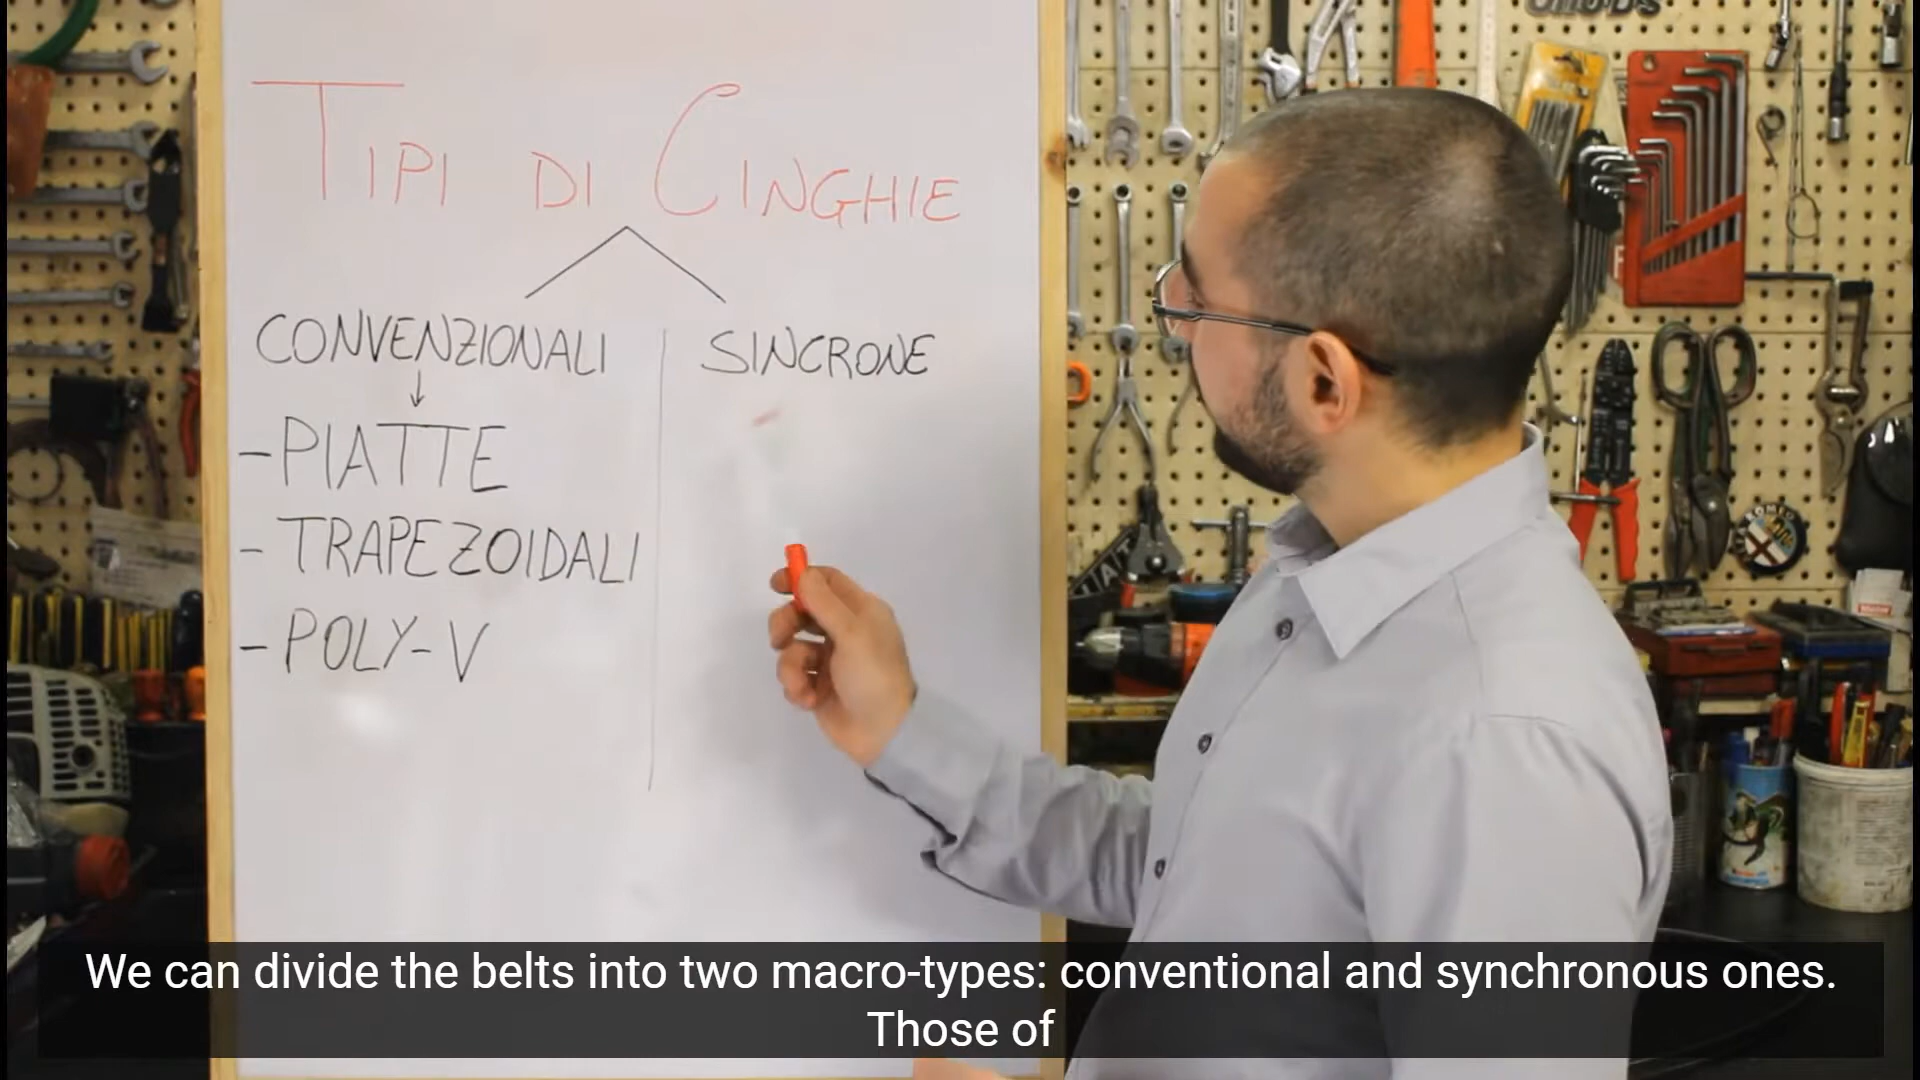 TIPI DI CINGHIE
CONVENZIONALI
SINCRONE
- PIATTE
- TRAPEZOIDALI
- POLY-V
We can divide the belts into two macro-types: conventional and synchronous ones.
Those of